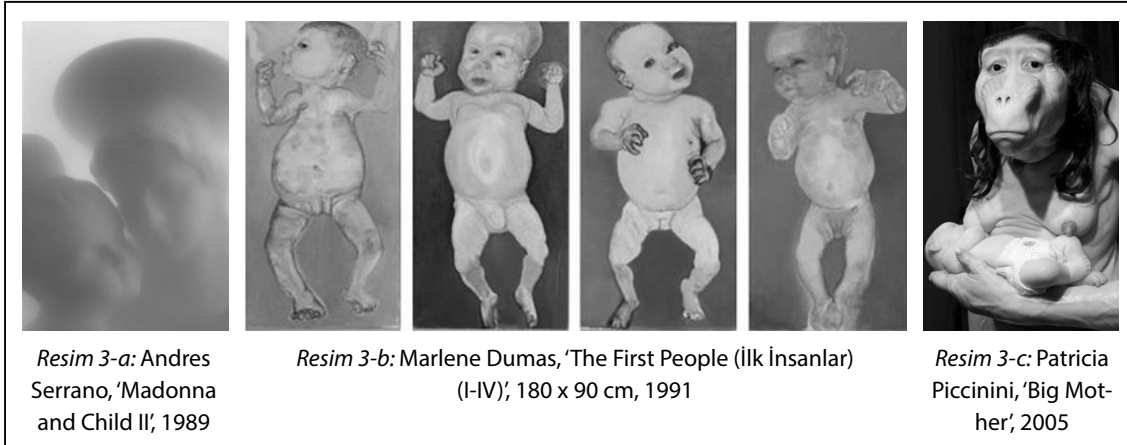 Resim 3-a: Andres
Serrano, ‘Madonna
and Child II’, 1989
Resim 3-b: Marlene Dumas, ‘The First People (İlk İnsanlar)
(I-IV)’, 180 x 90 cm, 1991
Resim 3-c: Patricia
Piccinini, ‘Big Mot-
her’, 2005